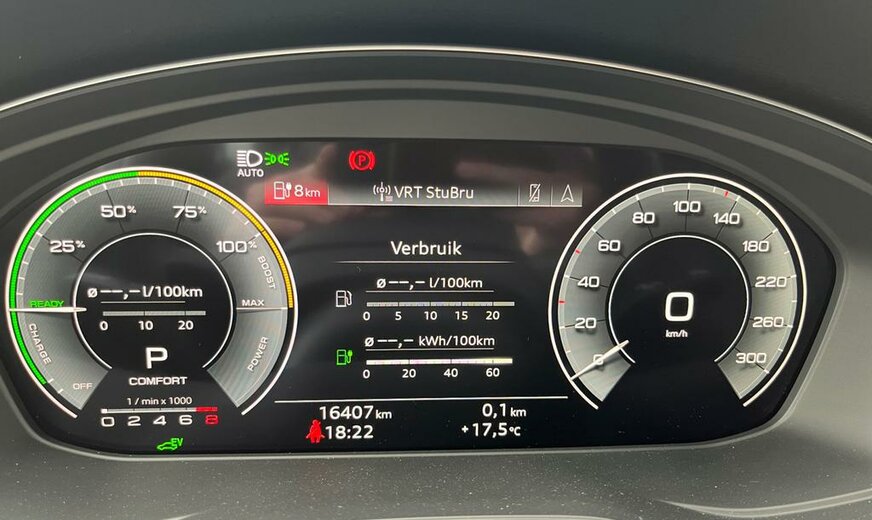 AUTO
P
8 km
VRT StuBru
25% 50% 75% 100%
BOOST
MAX
POWER
READY
CHARGE
OFF
ø --,- l/100km
0 10 20
P
COMFORT
1 / min x 1000
0 2 4 6 8
EV
Verbruik
ø --,- l/100km
0 5 10 15 20
ø --,- kWh/100km
0 20 40 60
16407 km 0,1 km
18:22 +17,5 °C
0 20 40 60 80 100 140 180 220 260 300
0
km/h